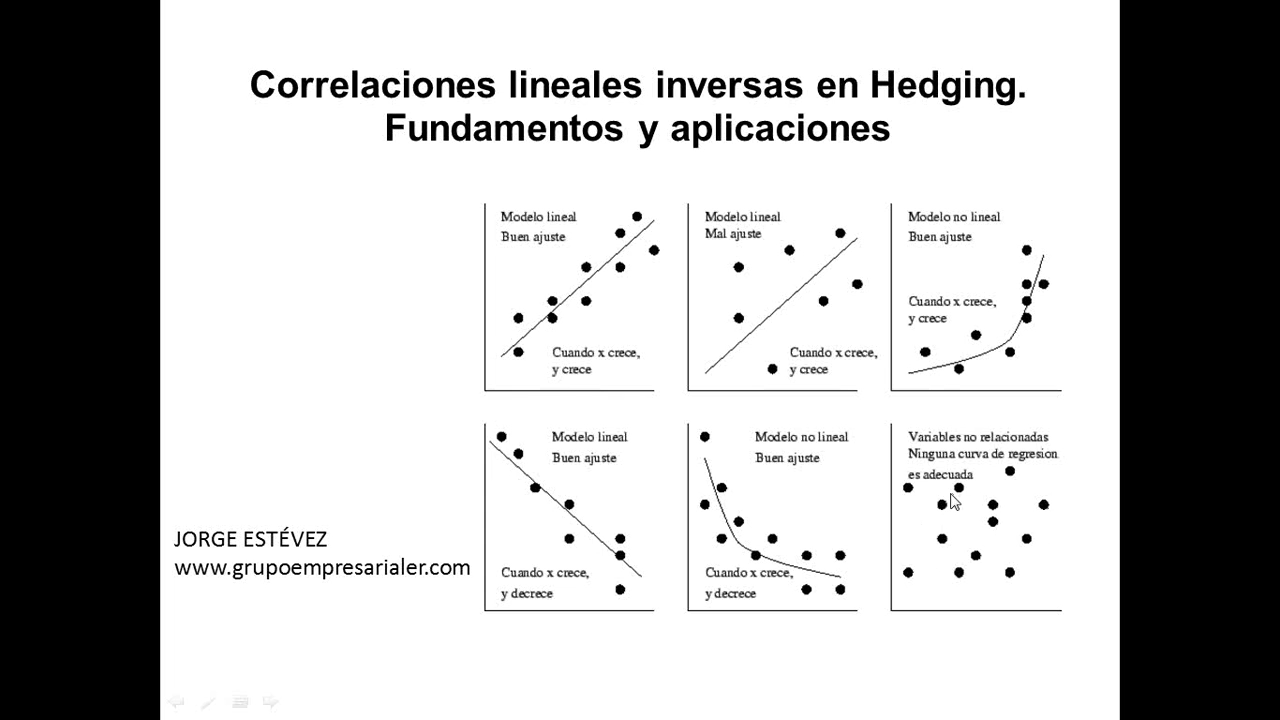 Correlaciones lineales inversas en Hedging.
Fundamentos y aplicaciones
Modelo lineal
Buen ajuste
Cuando x crece,
y crece
Modelo lineal
Mal ajuste
Cuando x crece,
y crece
Modelo no lineal
Buen ajuste
Cuando x crece,
y crece
Modelo lineal
Buen ajuste
Cuando x crece,
y decrece
Modelo no lineal
Buen ajuste
Cuando x crece,
y decrece
Variables no relacionadas
Ninguna curva de regresion
es adecuada
JORGE ESTÉVEZ
www.grupoempresarialer.com